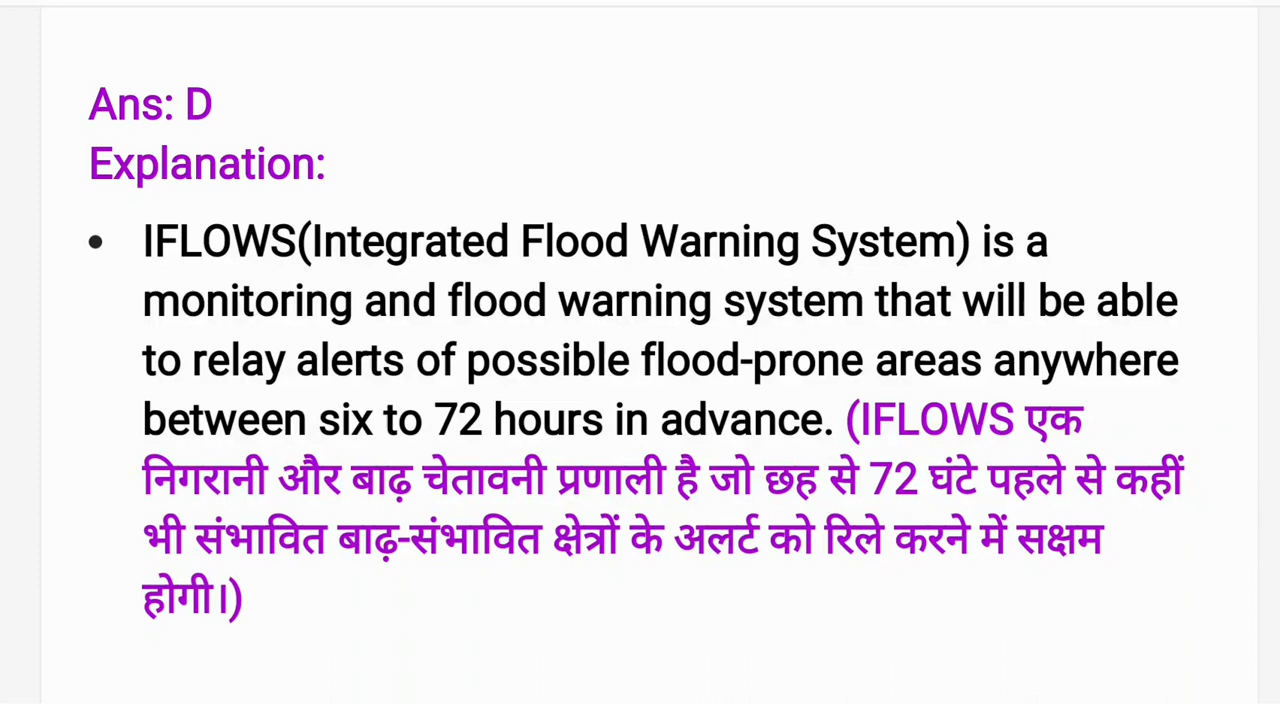 Ans: D
Explanation:
• IFLOWS(Integrated Flood Warning System) is a
monitoring and flood warning system that will be able
to relay alerts of possible flood-prone areas anywhere
between six to 72 hours in advance. (IFLOWS एक
निगरानी और बाढ़ चेतावनी प्रणाली है जो छह से 72 घंटे पहले से कहीं
भी संभावित बाढ़-संभावित क्षेत्रों के अलर्ट को रिले करने में सक्षम
होगी।)